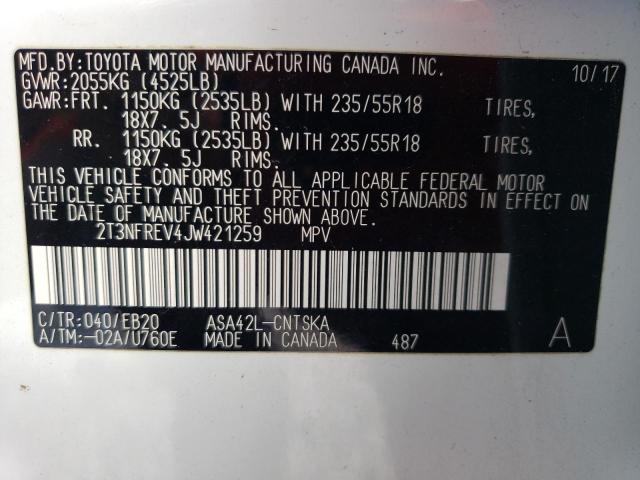 MFD.BY:TOYOTA MOTOR MANUFACTURING CANADA INC. 10/17
GVWR:2055KG (4525LB)
GAWR:FRT. 1150KG (2535LB) WITH 235/55R18 TIRES,
18X7. 5J RIMS.
RR. 1150KG (2535LB) WITH 235/55R18 TIRES,
18X7. 5J RIMS.
THIS VEHICLE CONFORMS TO ALL APPLICABLE FEDERAL MOTOR
VEHICLE SAFETY AND THEFT PREVENTION STANDARDS IN EFFECT ON
THE DATE OF MANUFACTURE SHOWN ABOVE.
2T3NFREV4JW421259 MPV
C/TR:040/EB20 ASA42L-CNTSKA
A/TM:-02A/U760E MADE IN CANADA 487 A